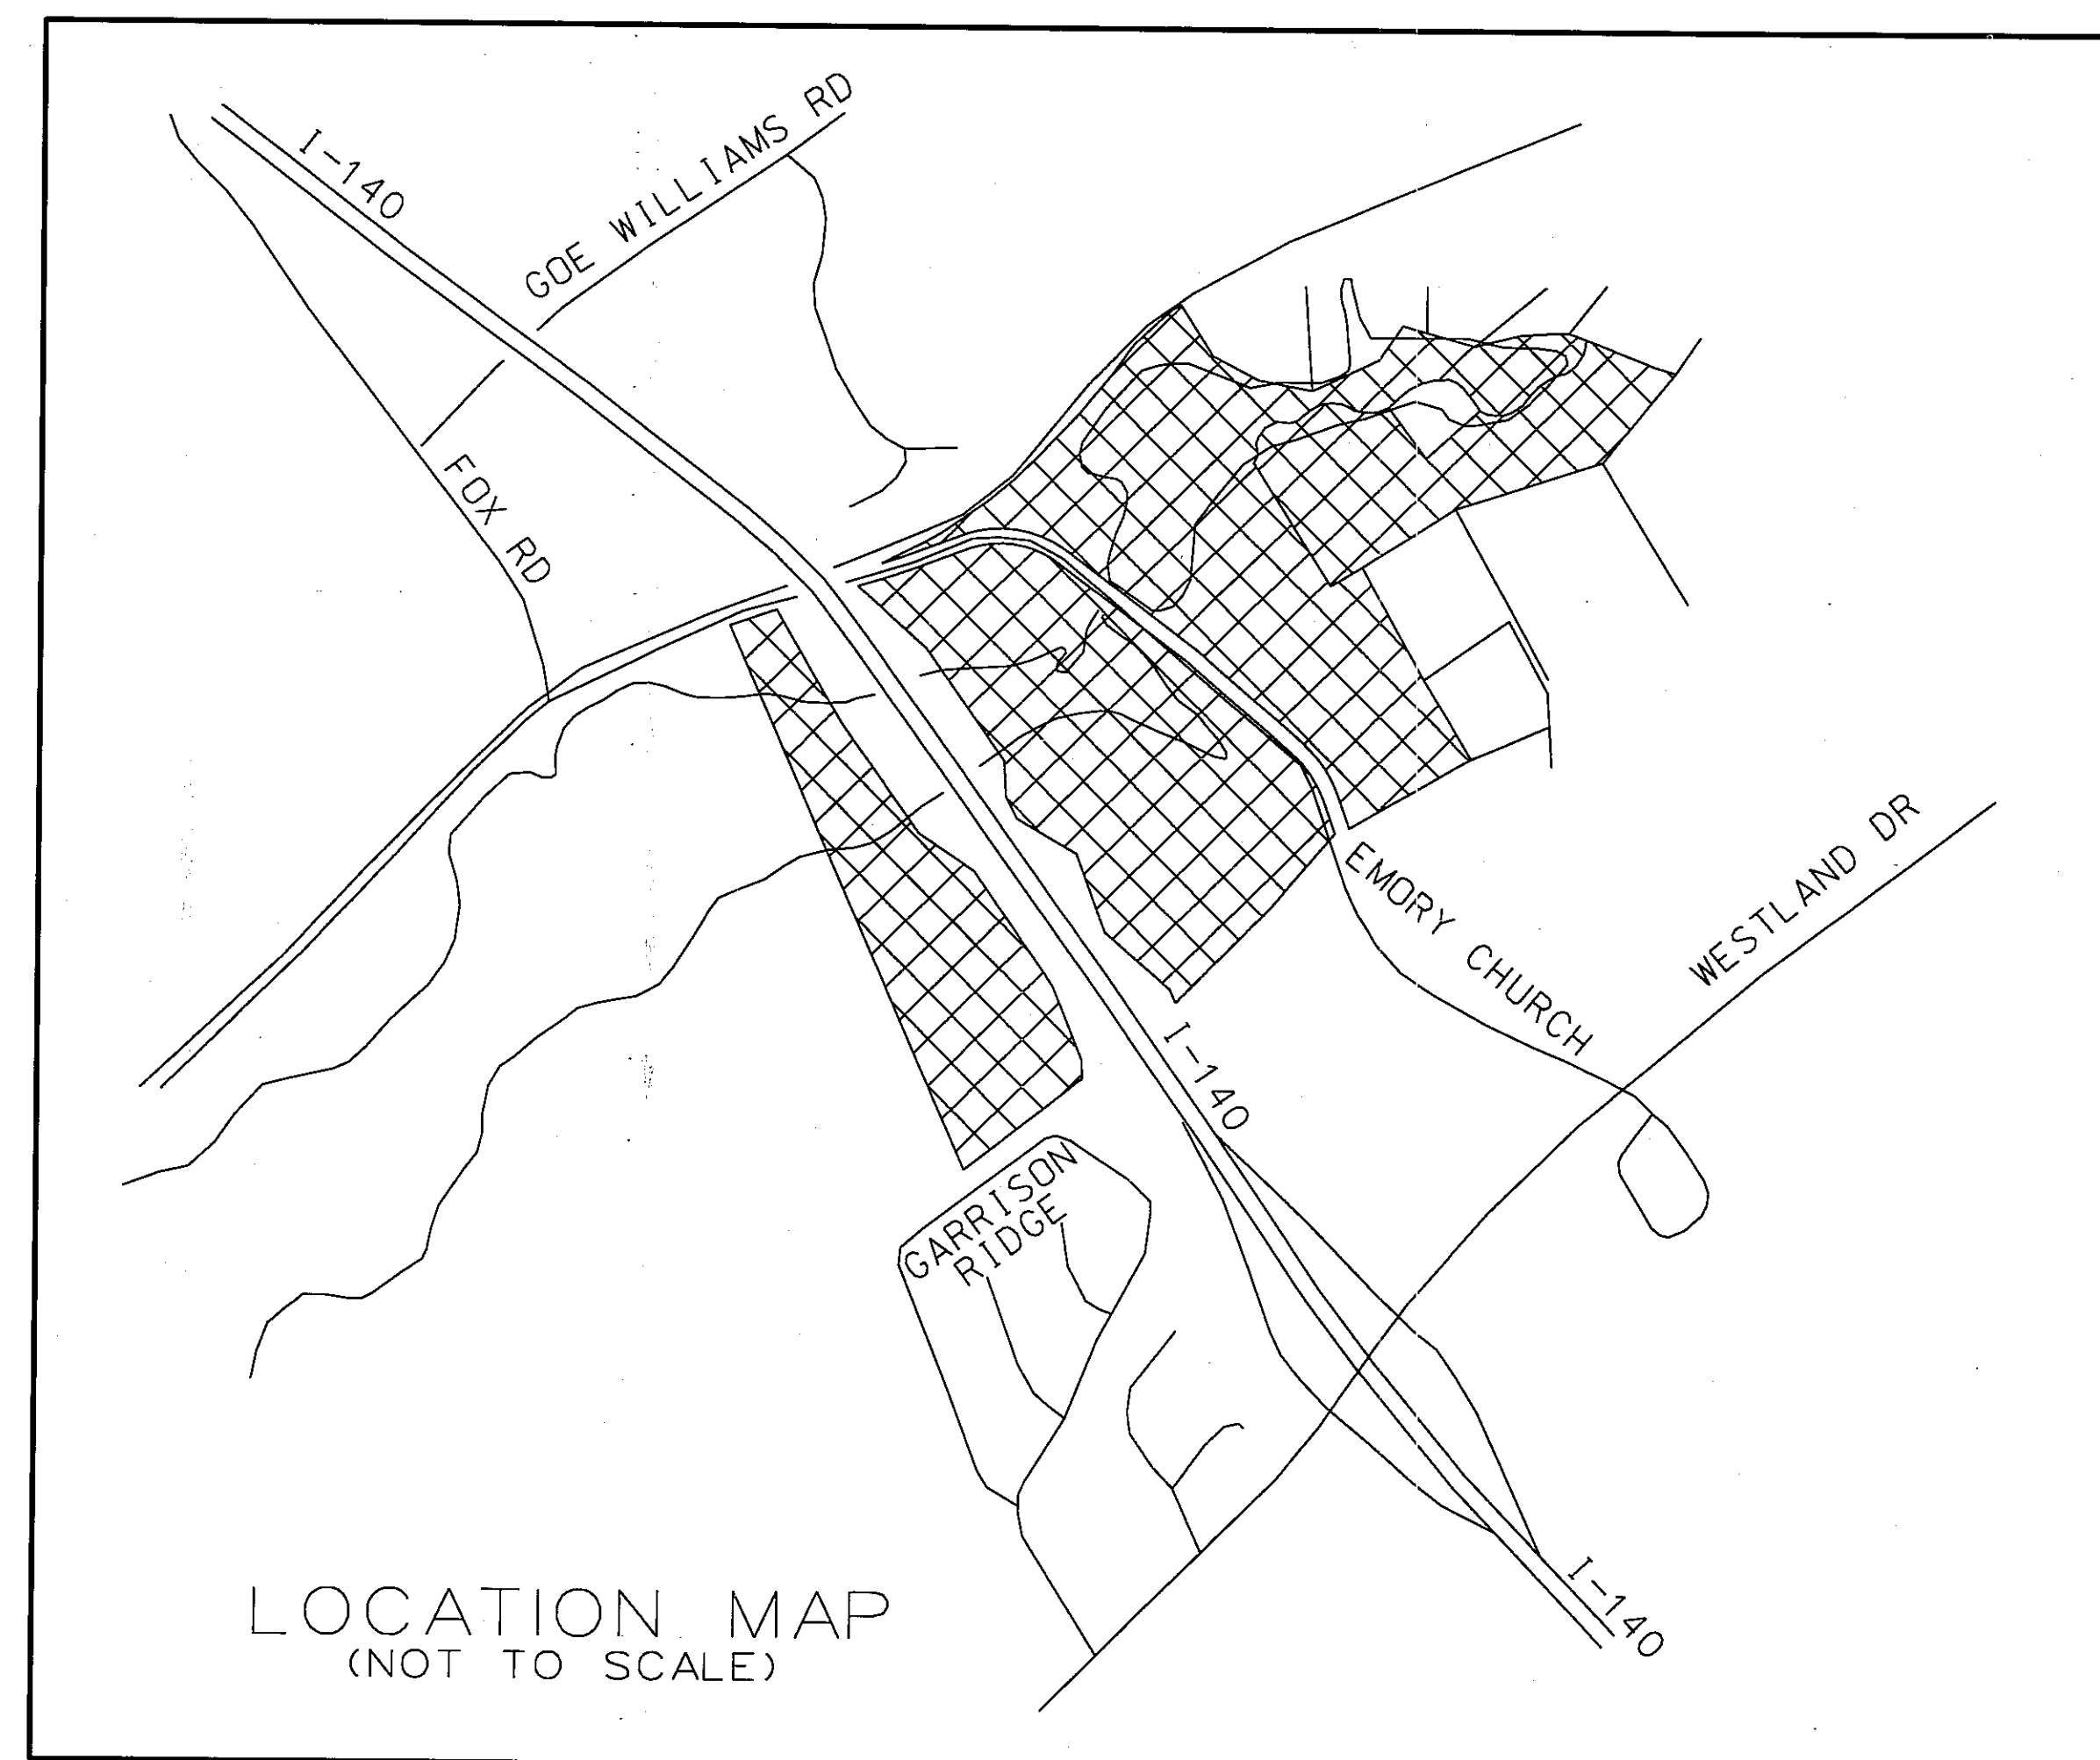 I-140
GOE WILLIAMS RD
FOX RD
EMORY CHURCH
WESTLAND DR
I-140
GARRISON
RIDGE
I-140
LOCATION MAP
(NOT TO SCALE)